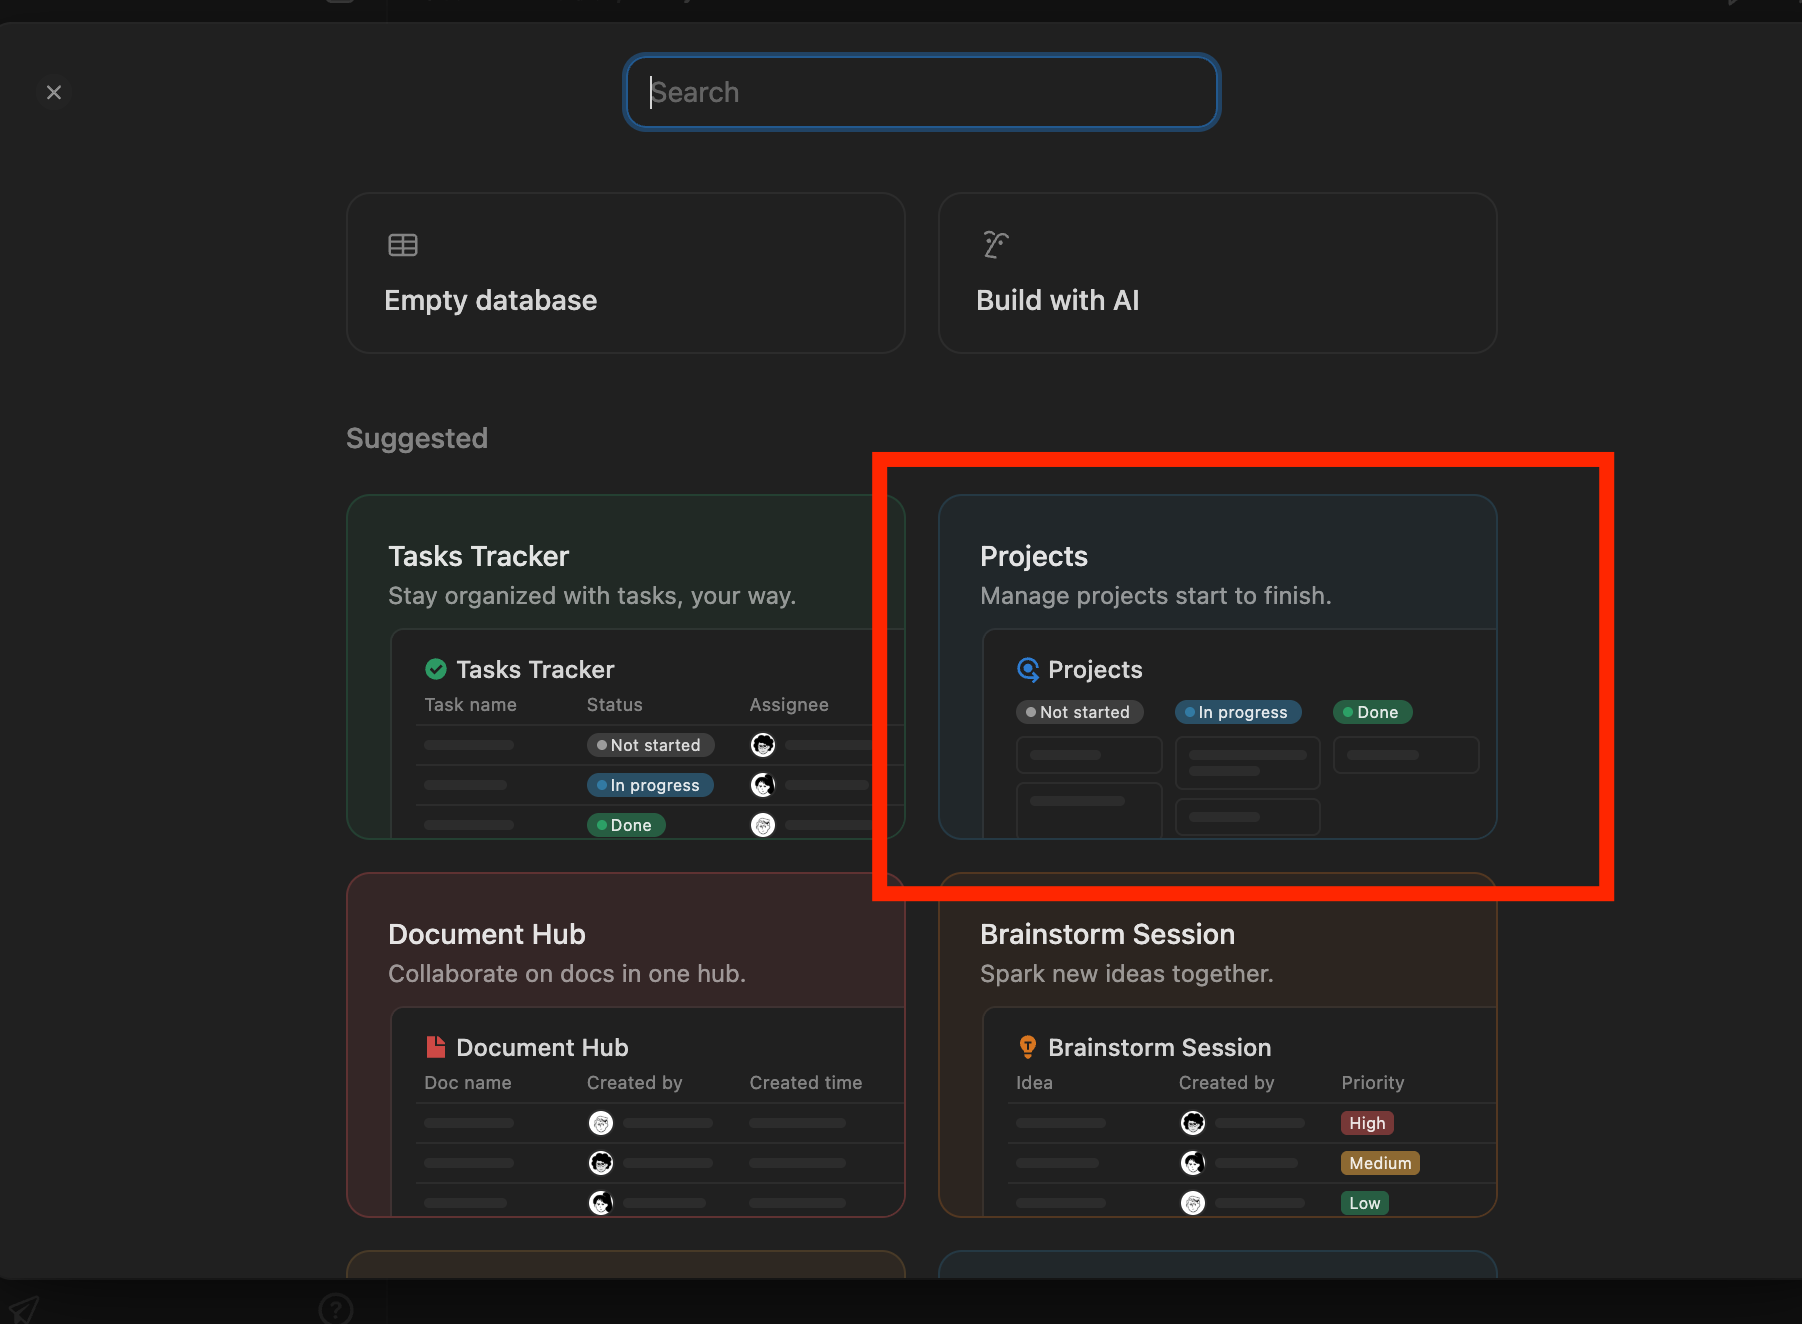 Search
Empty database
Build with AI
Suggested
Tasks Tracker
Stay organized with tasks, your way.
Tasks Tracker
Task name Status Assignee
Not started
In progress
Done
Projects
Manage projects start to finish.
Projects
Not started In progress Done
Document Hub
Collaborate on docs in one hub.
Document Hub
Doc name Created by Created time
Brainstorm Session
Spark new ideas together.
Brainstorm Session
Idea Created by Priority
High
Medium
Low
?